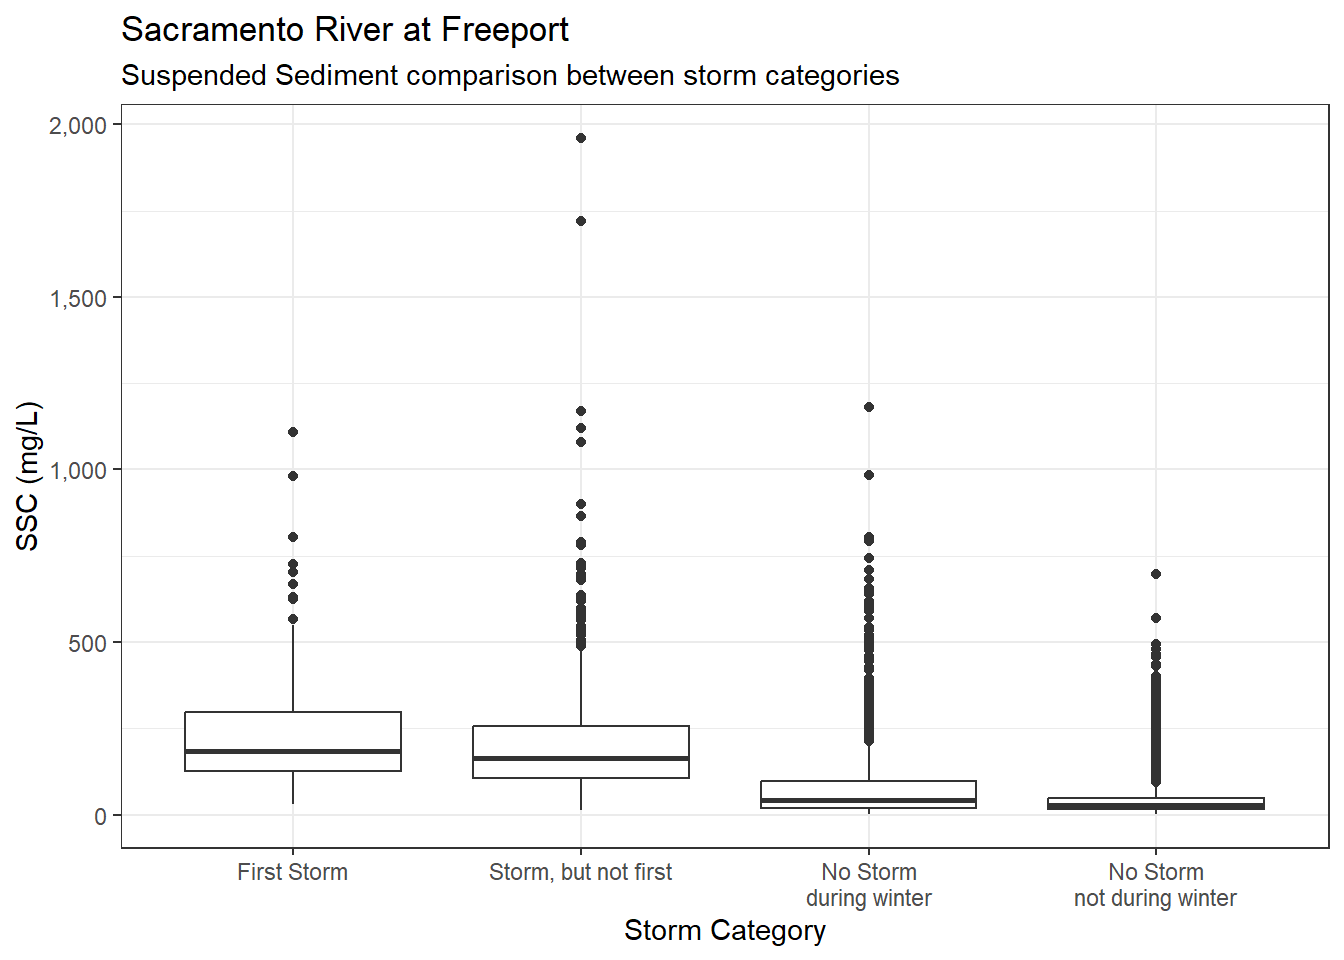 Sacramento River at Freeport
Suspended Sediment comparison between storm categories
2,000
1,500
1,000
500
0
SSC (mg/L)
First Storm
Storm, but not first
No Storm
during winter
No Storm
not during winter
Storm Category